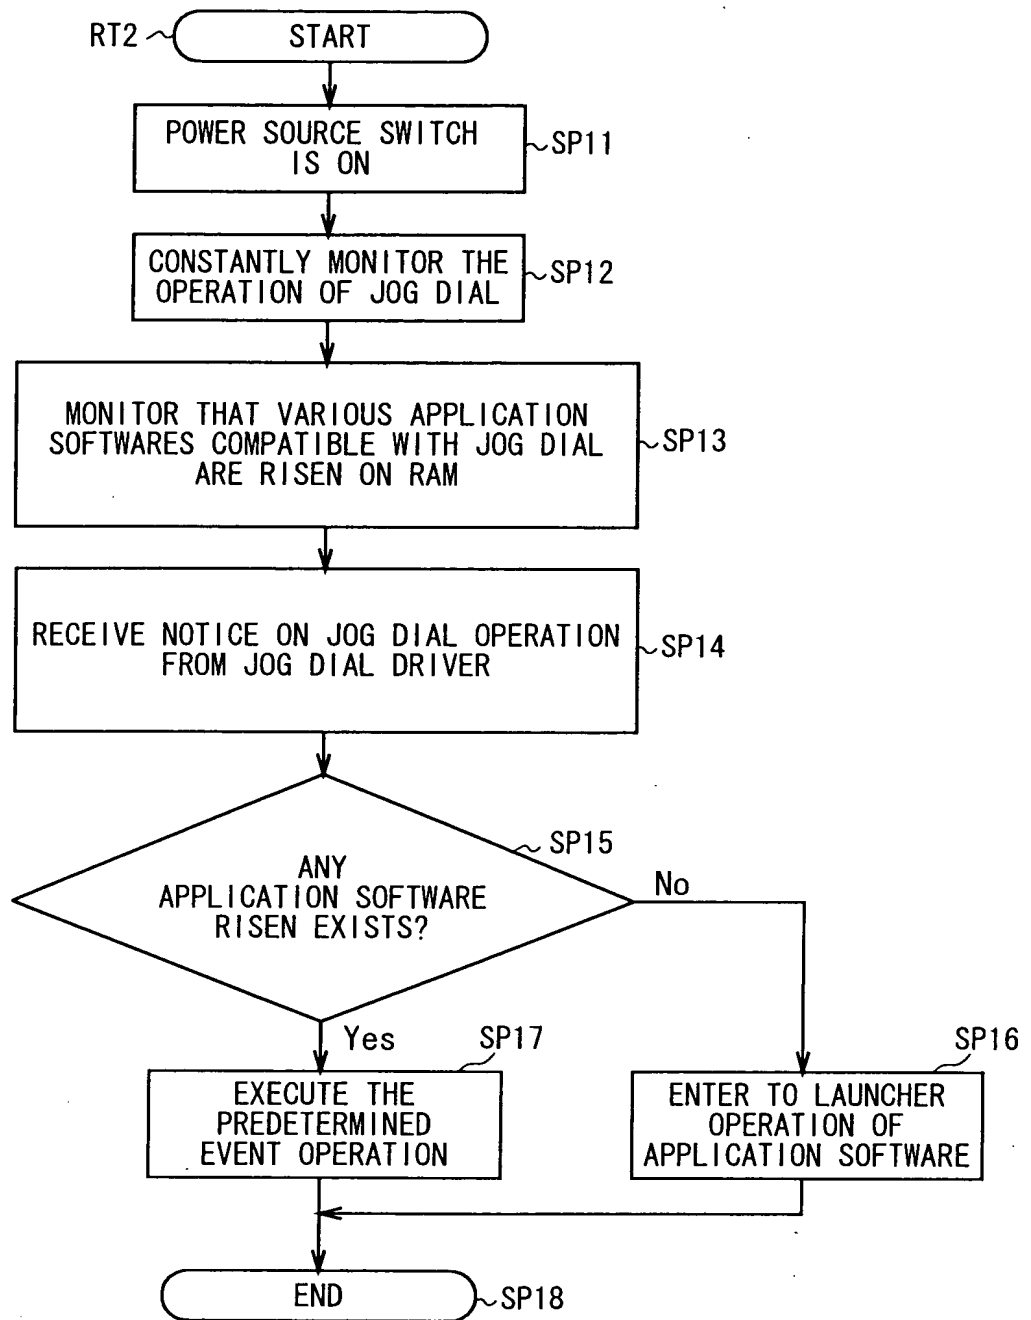 RT2
START
POWER SOURCE SWITCH
IS ON
SP11
CONSTANTLY MONITOR THE
OPERATION OF JOG DIAL
SP12
MONITOR THAT VARIOUS APPLICATION
SOFTWARES COMPATIBLE WITH JOG DIAL
ARE RISEN ON RAM
SP13
RECEIVE NOTICE ON JOG DIAL OPERATION
FROM JOG DIAL DRIVER
SP14
SP15
ANY
APPLICATION SOFTWARE
RISEN EXISTS?
No
Yes
SP17
EXECUTE THE
PREDETERMINED
EVENT OPERATION
SP16
ENTER TO LAUNCHER
OPERATION OF
APPLICATION SOFTWARE
END
SP18